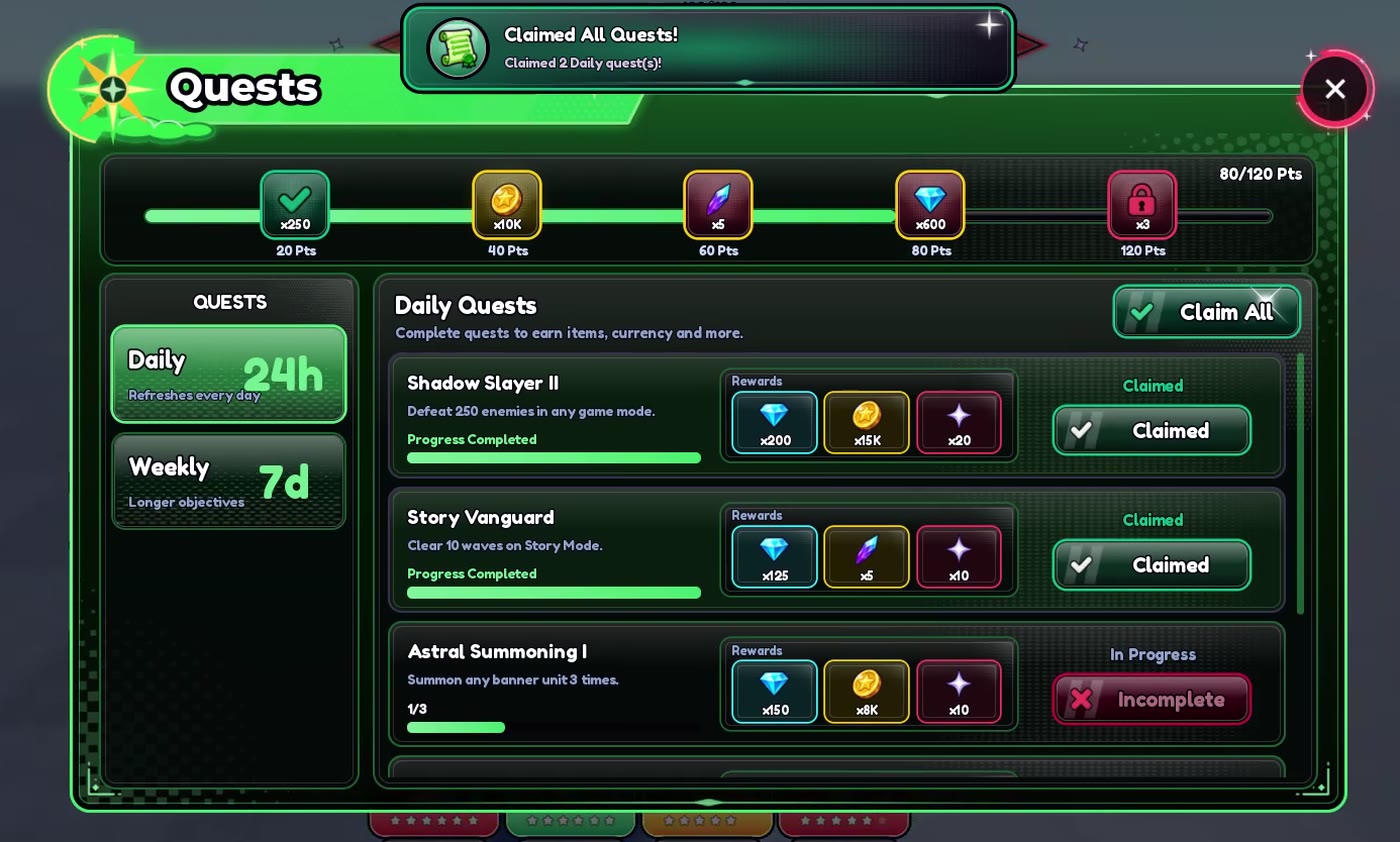 Claimed All Quests!
Claimed 2 Daily quest(s)!
Quests
80/120 Pts
x250
x10K
x5
x600
x3
20 Pts
40 Pts
60 Pts
80 Pts
120 Pts
QUESTS
Daily
24h
Refreshes every day
Weekly
7d
Longer objectives
Daily Quests
Complete quests to earn items, currency and more.
Claim All
Shadow Slayer II
Defeat 250 enemies in any game mode.
Progress Completed
Rewards
x200
x15K
x20
Claimed
Claimed
Story Vanguard
Clear 10 waves on Story Mode.
Progress Completed
Rewards
x125
x5
x10
Claimed
Claimed
Astral Summoning I
Summon any banner unit 3 times.
1/3
Rewards
x150
x8K
x10
In Progress
Incomplete